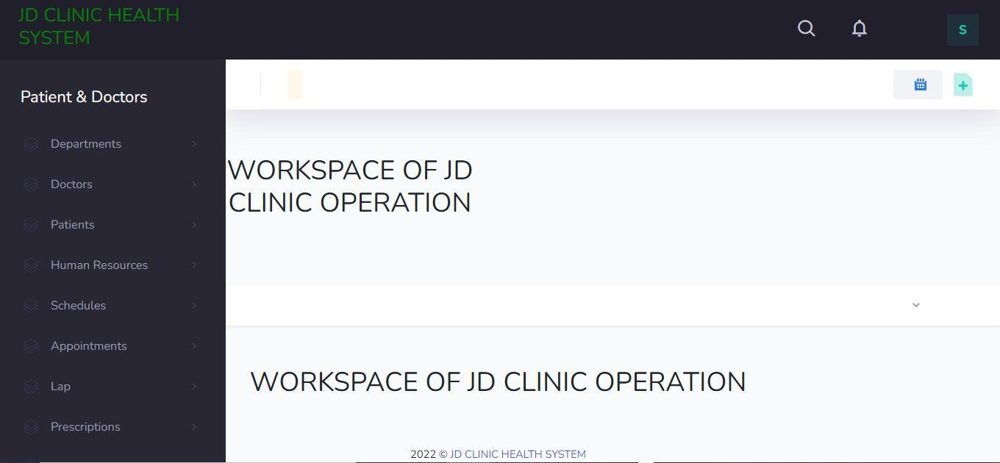 JD CLINIC HEALTH
SYSTEM
S
Patient & Doctors
Departments
Doctors
Patients
Human Resources
Schedules
Appointments
Lap
Prescriptions
WORKSPACE OF JD
CLINIC OPERATION
WORKSPACE OF JD CLINIC OPERATION
2022 © JD CLINIC HEALTH SYSTEM